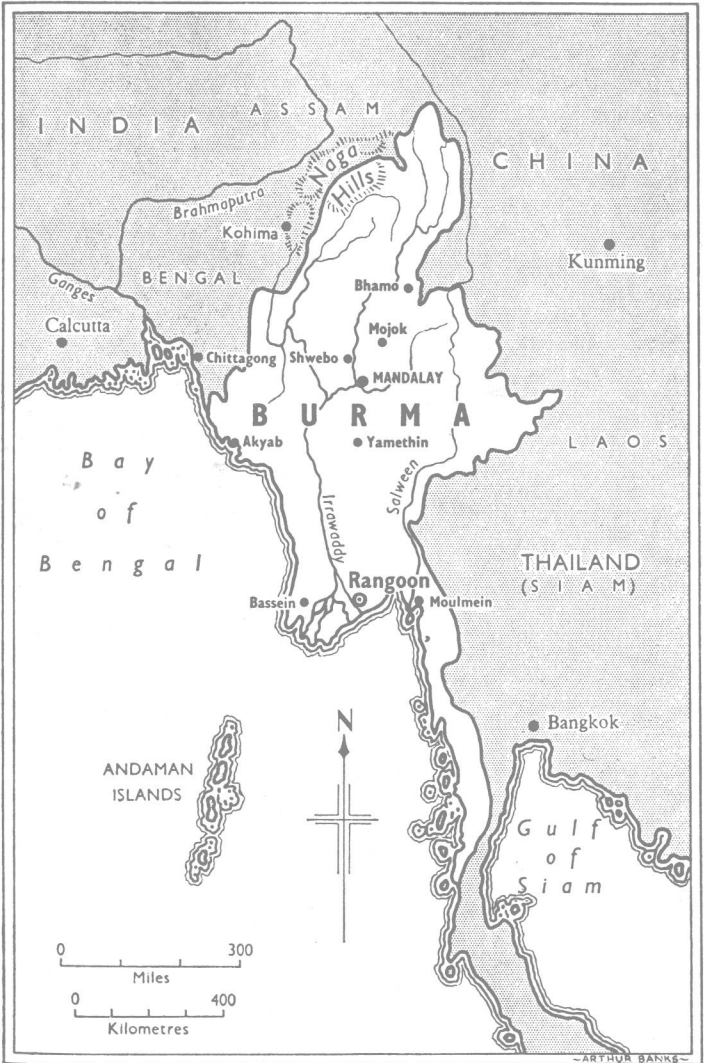 ASSAM
INDIA
CHINA
Naga
Hills
Brahmaputra
Kohima
Kunming
BENGAL
Ganges
Bhamo
Calcutta
Mojok
Chittagong
Shwebo
MANDALAY
BURMA
Akyab
Yamethin
LAOS
Bay
of
Bengal
Salween
Irrawaddy
THAILAND
(SIAM)
Rangoon
Bassein
Moulmein
N
Bangkok
ANDAMAN
ISLANDS
Gulf
of
Siam
0 300
Miles
0 400
Kilometres
~ARTHUR BANKS~